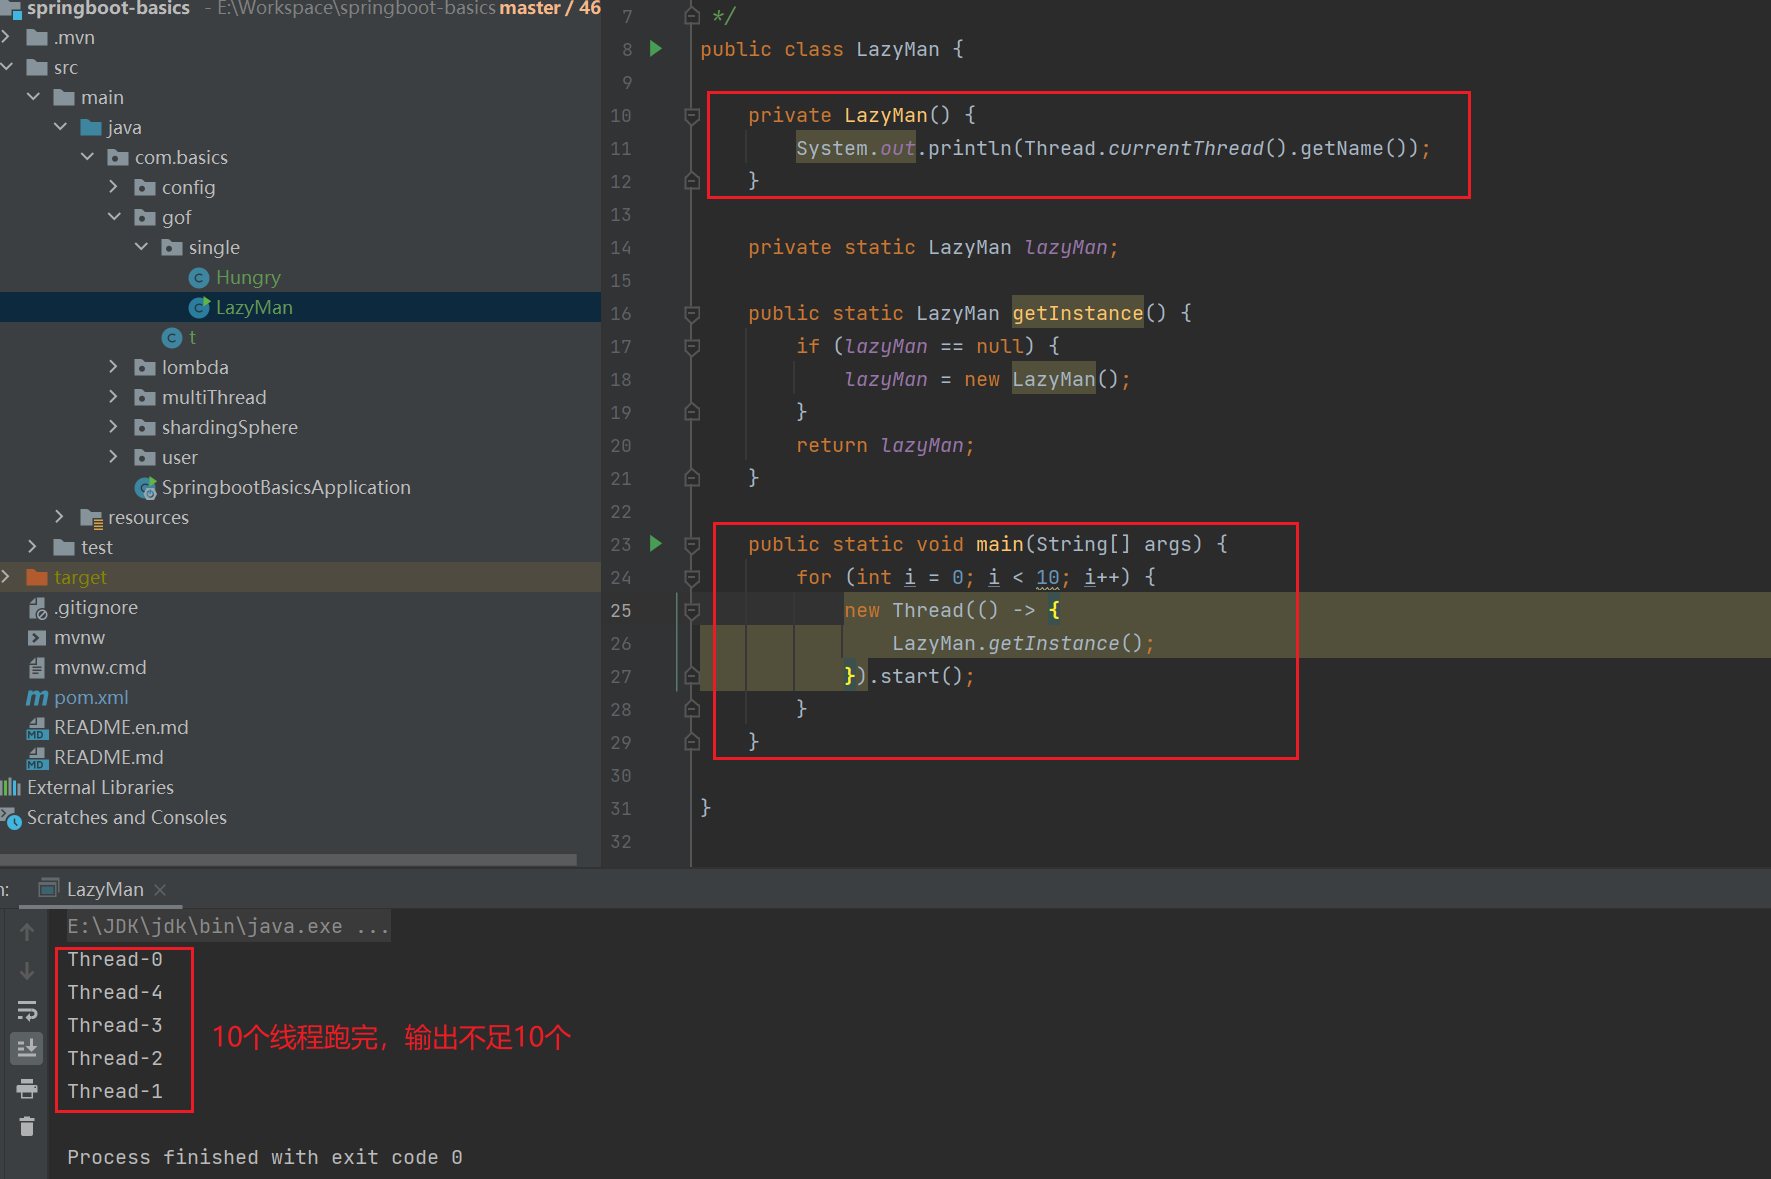 springboot-basics - E:\Workspace\springboot-basics master / 46
.mvn
src
main
java
com.basics
config
gof
single
Hungry
LazyMan
t
lombda
multiThread
shardingSphere
user
SpringbootBasicsApplication
resources
test
target
.gitignore
mvnw
mvnw.cmd
pom.xml
README.en.md
README.md
External Libraries
Scratches and Consoles
7 */
8 public class LazyMan {
9
10 private LazyMan() {
11 System.out.println(Thread.currentThread().getName());
12 }
13
14 private static LazyMan lazyMan;
15
16 public static LazyMan getInstance() {
17 if (lazyMan == null) {
18 lazyMan = new LazyMan();
19 }
20 return lazyMan;
21 }
22
23 public static void main(String[] args) {
24 for (int i = 0; i < 10; i++) {
25 new Thread(() -> {
26 LazyMan.getInstance();
27 }).start();
28 }
29 }
30
31 }
32
LazyMan
E:\JDK\jdk\bin\java.exe ...
Thread-0
Thread-4
Thread-3
Thread-2
Thread-1
10个线程跑完，输出不足10个
Process finished with exit code 0